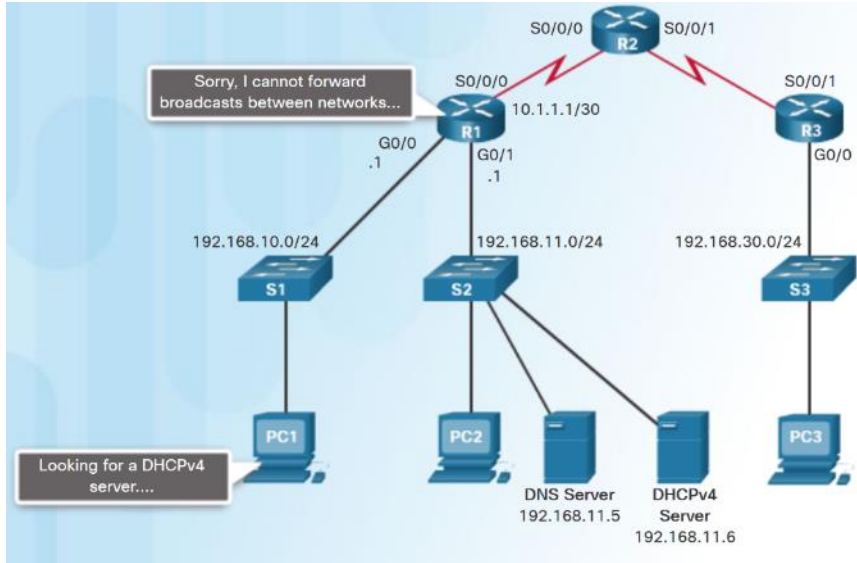 S0/0/0
R2
S0/0/1
Sorry, I cannot forward
broadcasts between networks...
S0/0/0
10.1.1.1/30
R1
S0/0/1
R3
G0/0
.1
G0/1
.1
G0/0
192.168.10.0/24
192.168.11.0/24
192.168.30.0/24
S1
S2
S3
PC1
PC2
PC3
Looking for a DHCPv4
server....
DNS Server
192.168.11.5
DHCPv4
Server
192.168.11.6